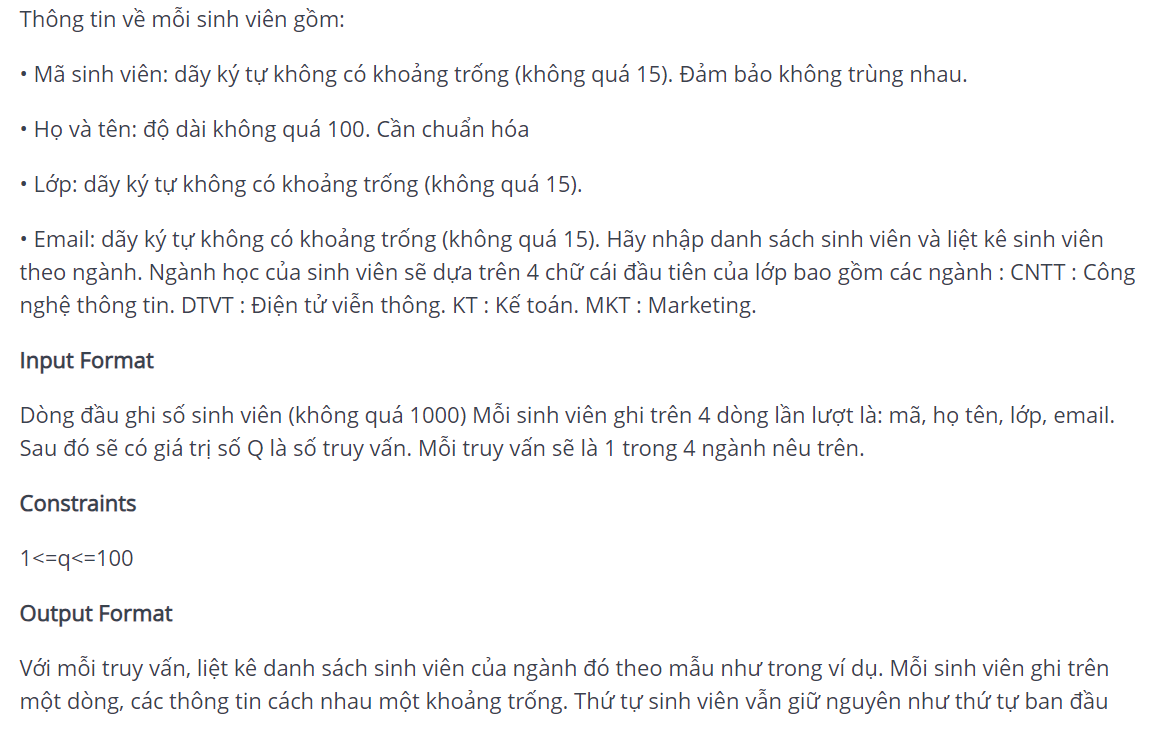 Thông tin về mỗi sinh viên gồm:
• Mã sinh viên: dãy ký tự không có khoảng trống (không quá 15). Đảm bảo không trùng nhau.
• Họ và tên: độ dài không quá 100. Cần chuẩn hóa
• Lớp: dãy ký tự không có khoảng trống (không quá 15).
• Email: dãy ký tự không có khoảng trống (không quá 15). Hãy nhập danh sách sinh viên và liệt kê sinh viên
theo ngành. Ngành học của sinh viên sẽ dựa trên 4 chữ cái đầu tiên của lớp bao gồm các ngành : CNTT : Công
nghệ thông tin. DTVT : Điện tử viễn thông. KT : Kế toán. MKT : Marketing.
Input Format
Dòng đầu ghi số sinh viên (không quá 1000) Mỗi sinh viên ghi trên 4 dòng lần lượt là: mã, họ tên, lớp, email.
Sau đó sẽ có giá trị số Q là số truy vấn. Mỗi truy vấn sẽ là 1 trong 4 ngành nêu trên.
Constraints
1<=q<=100
Output Format
Với mỗi truy vấn, liệt kê danh sách sinh viên của ngành đó theo mẫu như trong ví dụ. Mỗi sinh viên ghi trên
một dòng, các thông tin cách nhau một khoảng trống. Thứ tự sinh viên vẫn giữ nguyên như thứ tự ban đầu